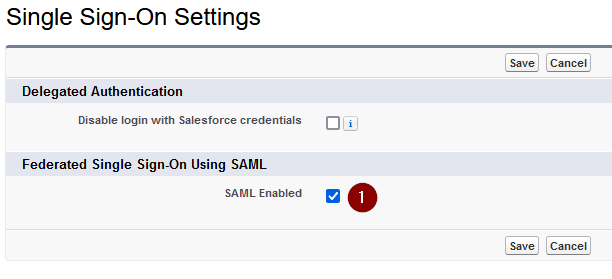 Single Sign-On Settings
Save Cancel
Delegated Authentication
Disable login with Salesforce credentials i
Federated Single Sign-On Using SAML
SAML Enabled 1
Save Cancel